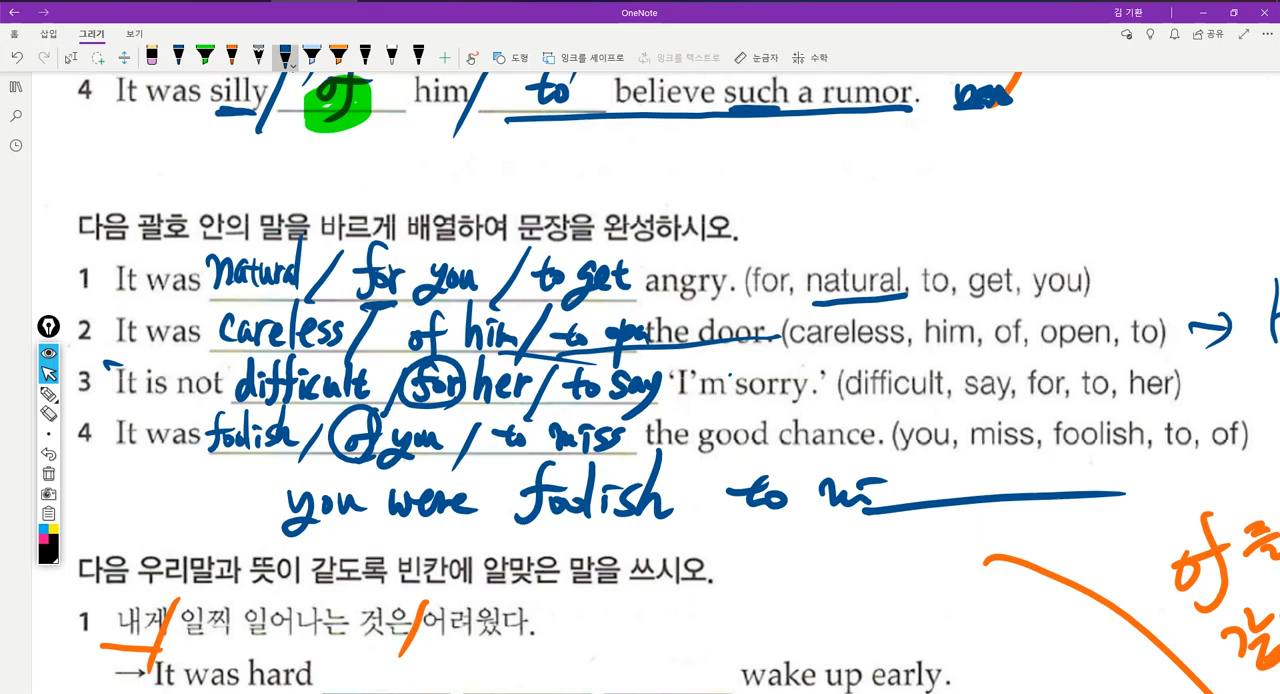 OneNote
김 기환
홈 삽입 그리기 보기
도형 잉크를 셰이프로 잉크를 텍스트로 눈금자 수학 공유
4 It was silly / of him / to believe such a rumor.
다음 괄호 안의 말을 바르게 배열하여 문장을 완성하시오.
1 It was natural / for you / to get angry. (for, natural, to, get, you)
2 It was careless / of him / to open the door. (careless, him, of, open, to) →
3 It is not difficult / for her / to say 'I'm sorry.' (difficult, say, for, to, her)
4 It was foolish / of you / to miss the good chance. (you, miss, foolish, to, of)
you were foolish to mi
of
다음 우리말과 뜻이 같도록 빈칸에 알맞은 말을 쓰시오.
1 내게 / 일찍 일어나는 것은 / 어려웠다.
→ It was hard wake up early.